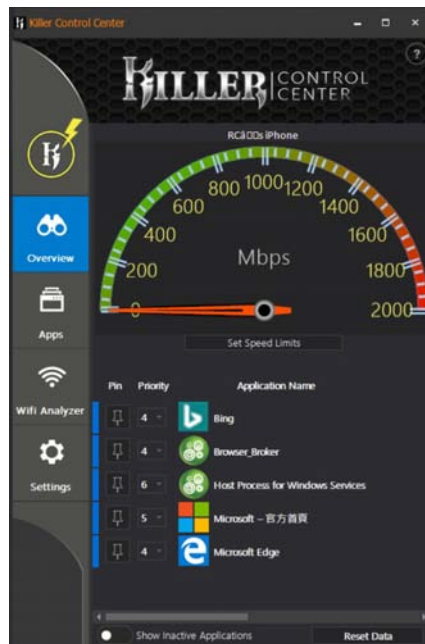 Killer Control Center
KILLER CONTROL CENTER
?
RCâ□□s iPhone
0 200 400 600 800 1000 1200 1400 1600 1800 2000
Mbps
Set Speed Limits
Overview
Apps
Wifi Analyzer
Settings
Pin Priority Application Name
4 Bing
4 Browser_Broker
6 Host Process for Windows Services
5 Microsoft – 官方首頁
4 Microsoft Edge
Show Inactive Applications Reset Data